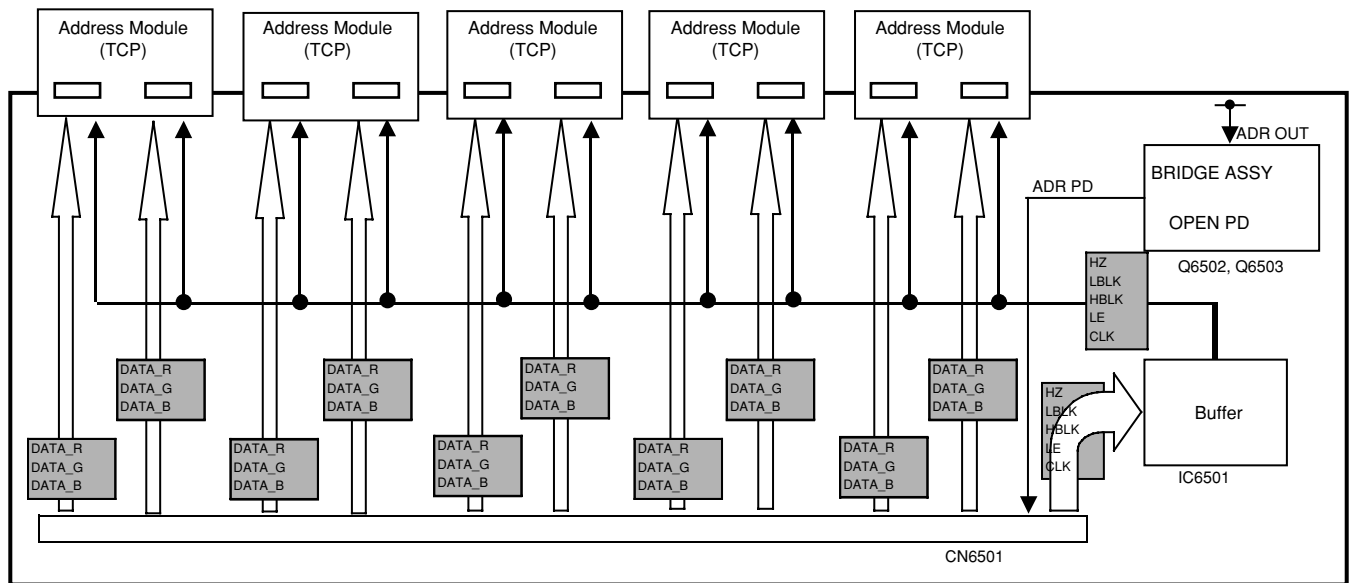 Address Module
(TCP)
Address Module
(TCP)
Address Module
(TCP)
Address Module
(TCP)
Address Module
(TCP)
ADR OUT
BRIDGE ASSY
OPEN PD
ADR PD
Q6502, Q6503
HZ
LBLK
HBLK
LE
CLK
DATA_R
DATA_G
DATA_B
DATA_R
DATA_G
DATA_B
DATA_R
DATA_G
DATA_B
DATA_R
DATA_G
DATA_B
DATA_R
DATA_G
DATA_B
HZ
LBLK
HBLK
LE
CLK
Buffer
IC6501
DATA_R
DATA_G
DATA_B
DATA_R
DATA_G
DATA_B
DATA_R
DATA_G
DATA_B
DATA_R
DATA_G
DATA_B
DATA_R
DATA_G
DATA_B
CN6501